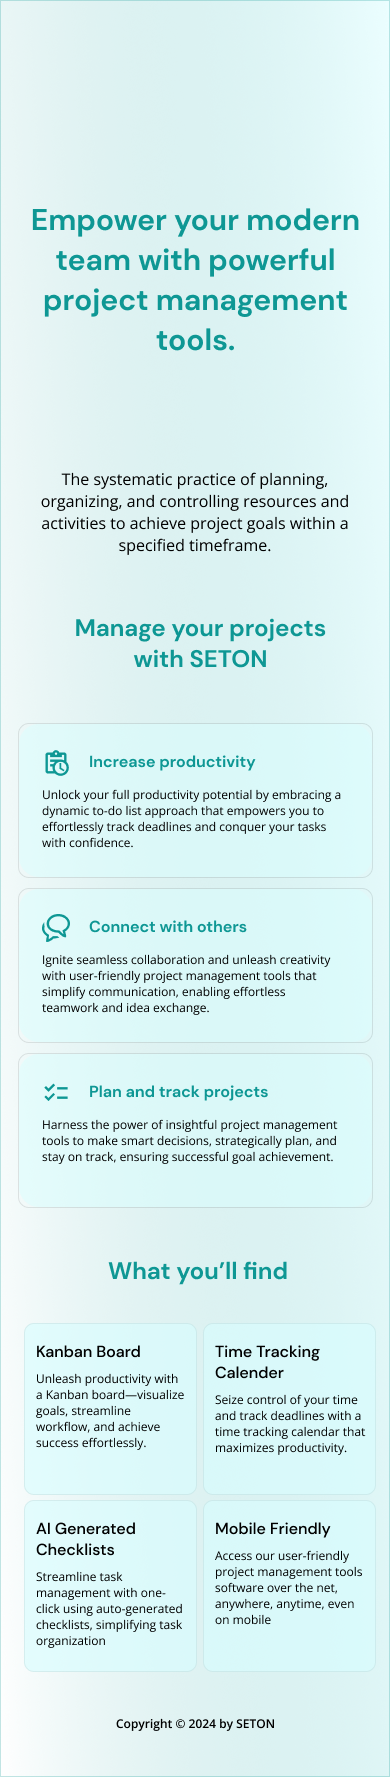 Empower your modern
team with powerful
project management
tools.
The systematic practice of planning,
organizing, and controlling resources and
activities to achieve project goals within a
specified timeframe.
Manage your projects
with SETON
Increase productivity
Unlock your full productivity potential by embracing a
dynamic to-do list approach that empowers you to
effortlessly track deadlines and conquer your tasks
with confidence.
Connect with others
Ignite seamless collaboration and unleash creativity
with user-friendly project management tools that
simplify communication, enabling effortless
teamwork and idea exchange.
Plan and track projects
Harness the power of insightful project management
tools to make smart decisions, strategically plan, and
stay on track, ensuring successful goal achievement.
What you’ll find
Kanban Board
Unleash productivity with
a Kanban board—visualize
goals, streamline
workflow, and achieve
success effortlessly.
Time Tracking
Calender
Seize control of your time
and track deadlines with a
time tracking calendar that
maximizes productivity.
AI Generated
Checklists
Streamline task
management with one-
click using auto-generated
checklists, simplifying task
organization
Mobile Friendly
Access our user-friendly
project management tools
software over the net,
anywhere, anytime, even
on mobile
Copyright © 2024 by SETON